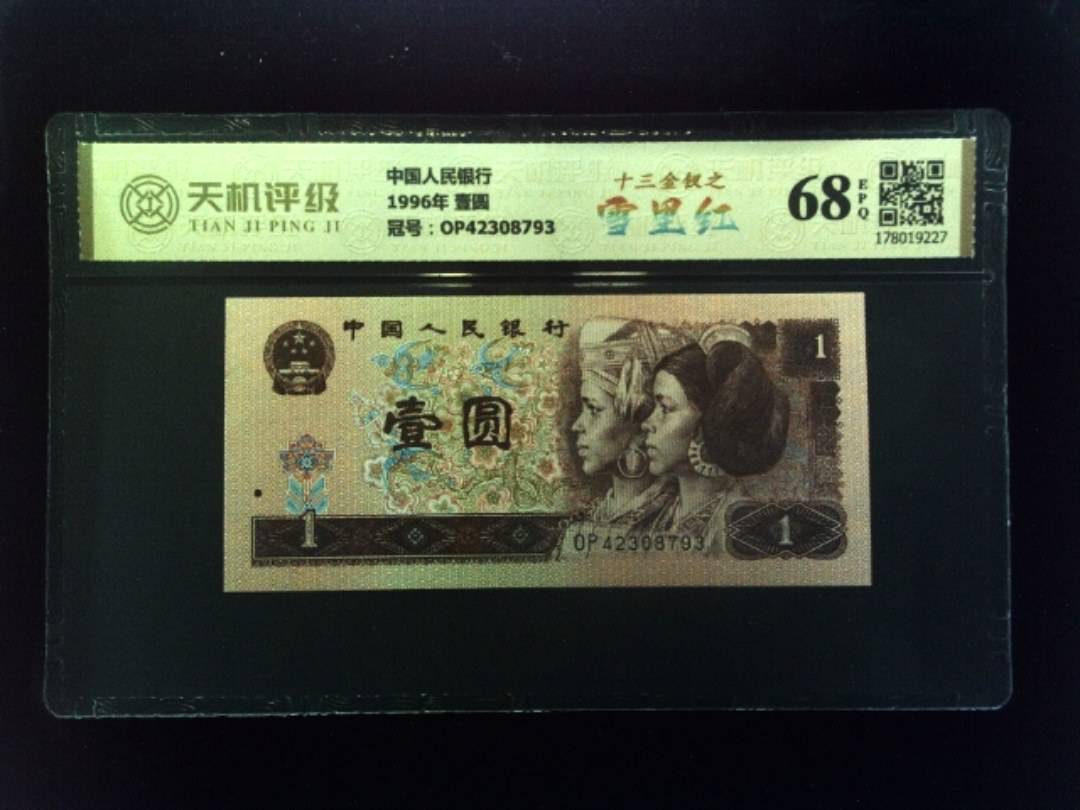 天机评级
TIAN JI PING JI
中国人民银行
1996年 壹圆
冠号：OP42308793
十三金钗之
雪里红
68
EPQ
178019227
中国人民银行
1
壹圆
1
OP42308793
1